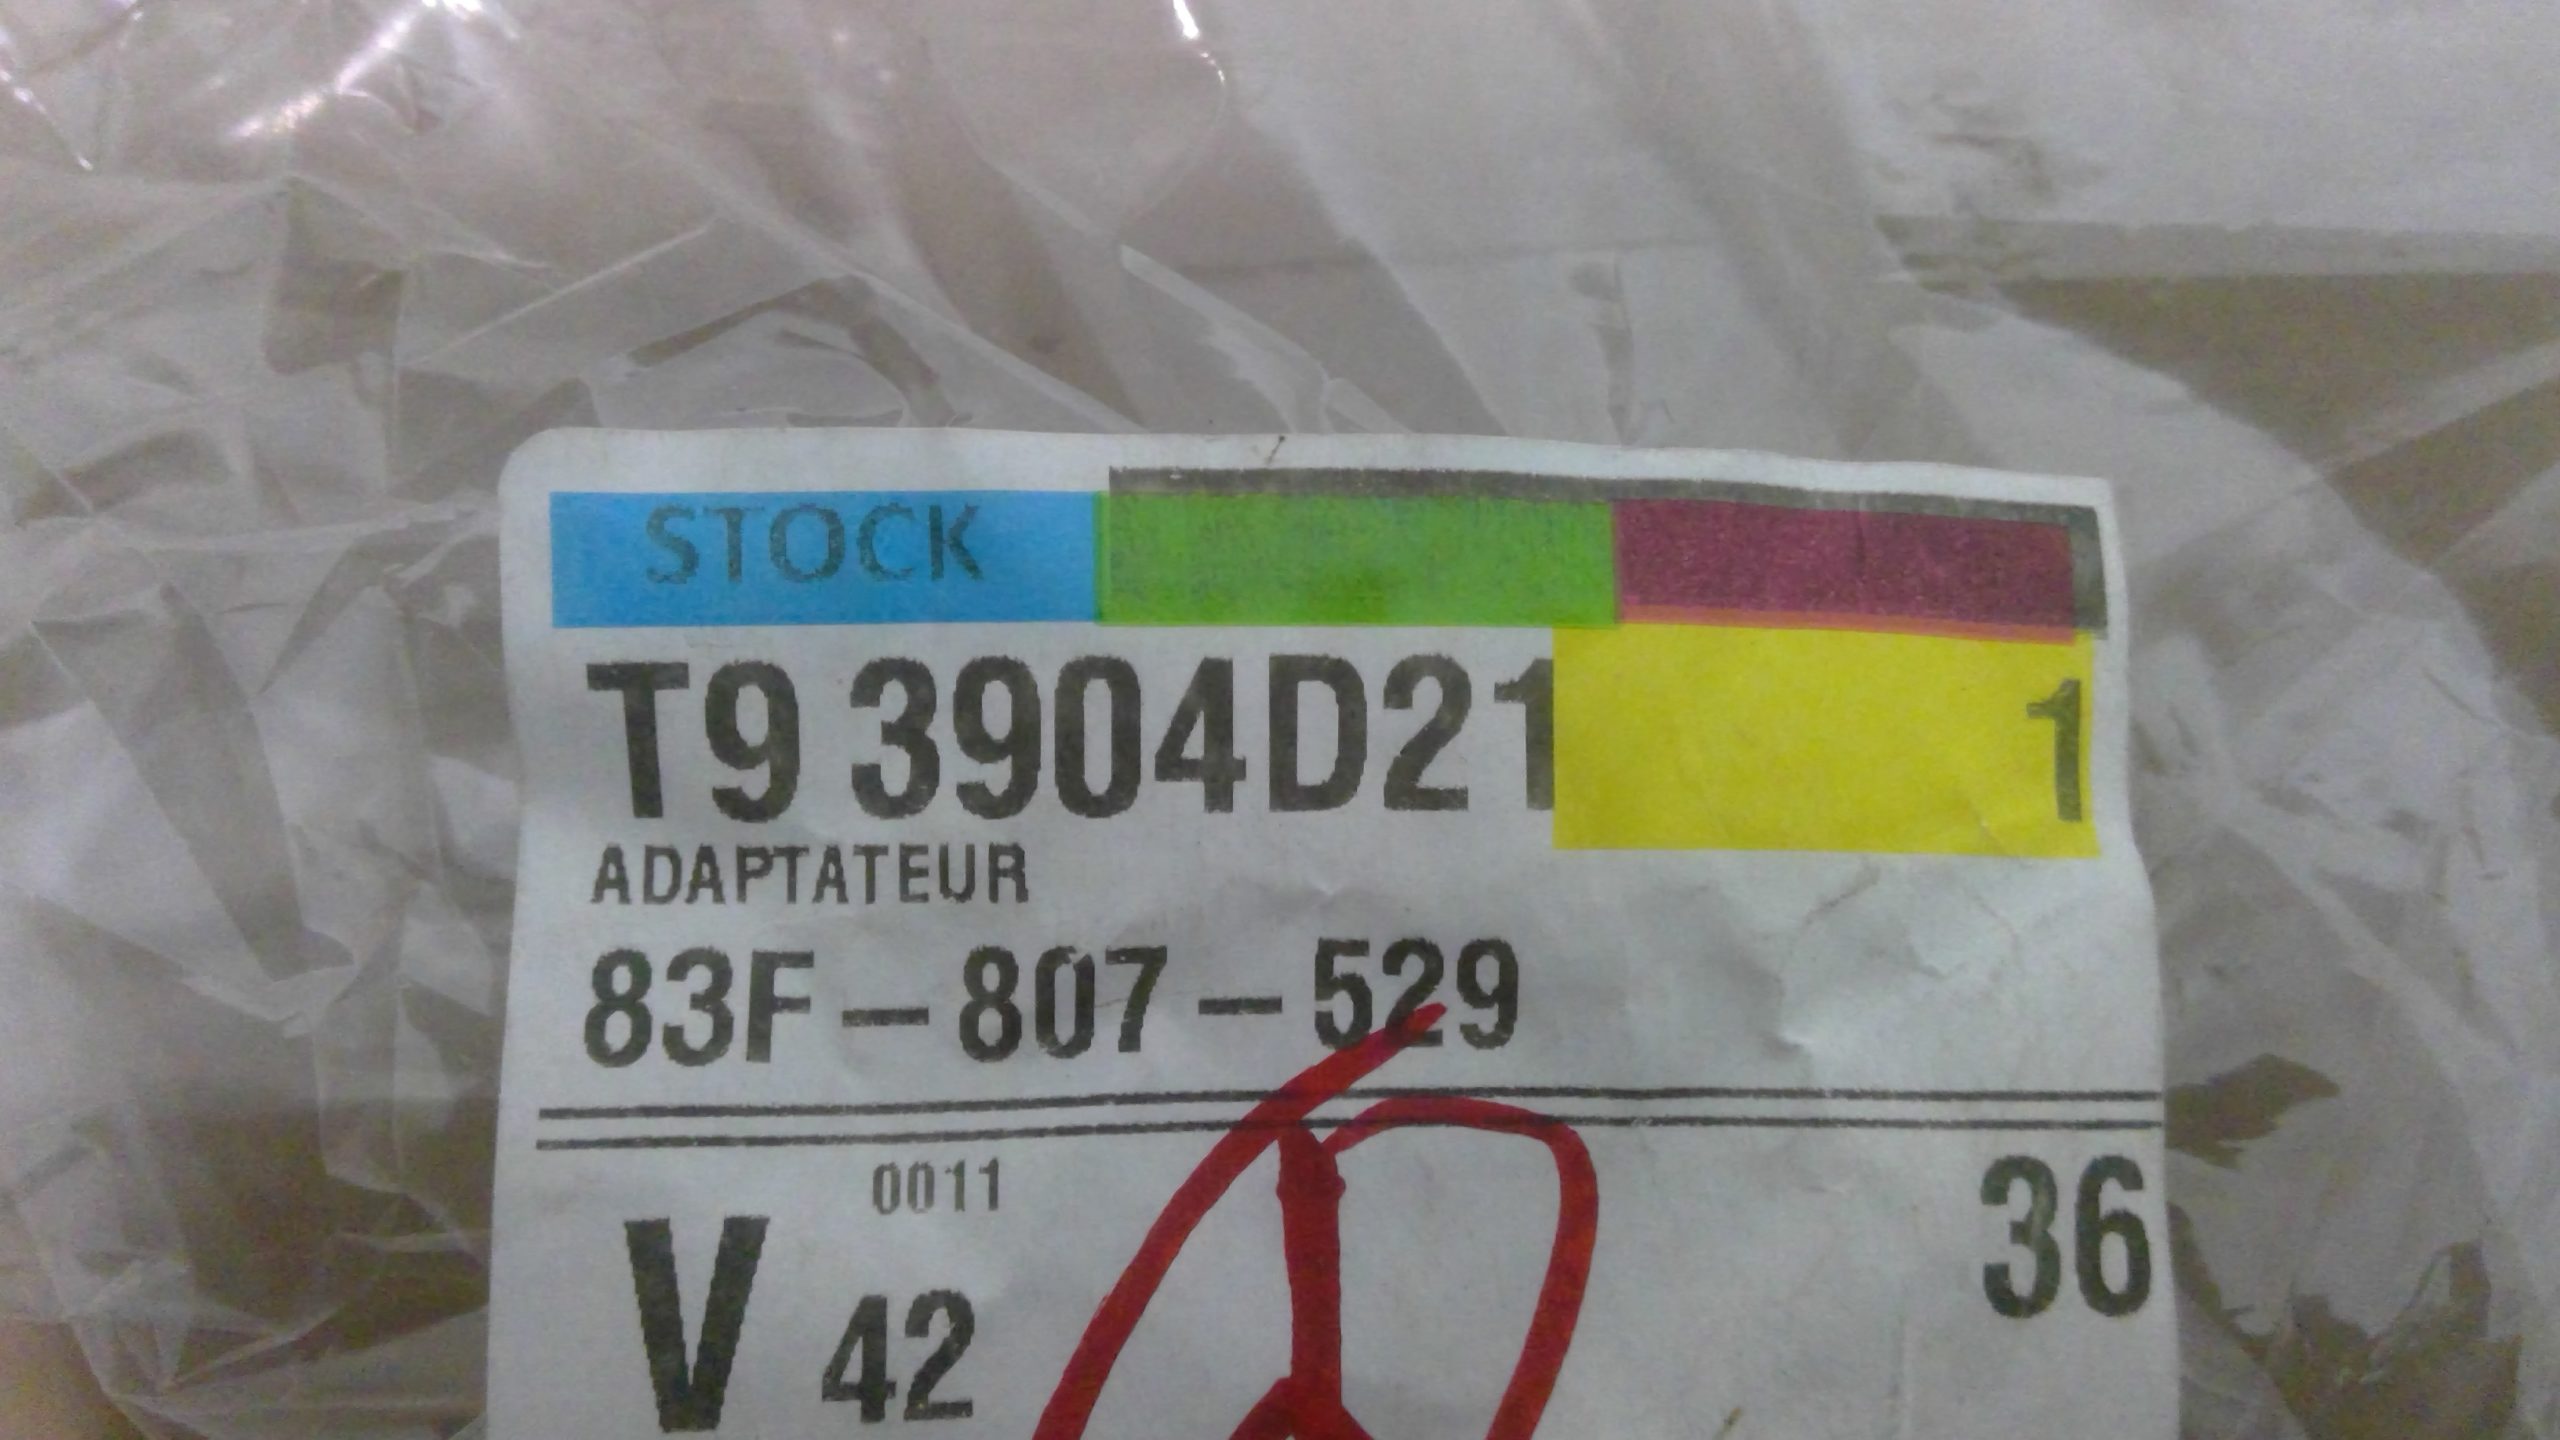 STOCK
T9 3904D21 1
ADAPTATEUR
83F-807-529
0011
36
V 42